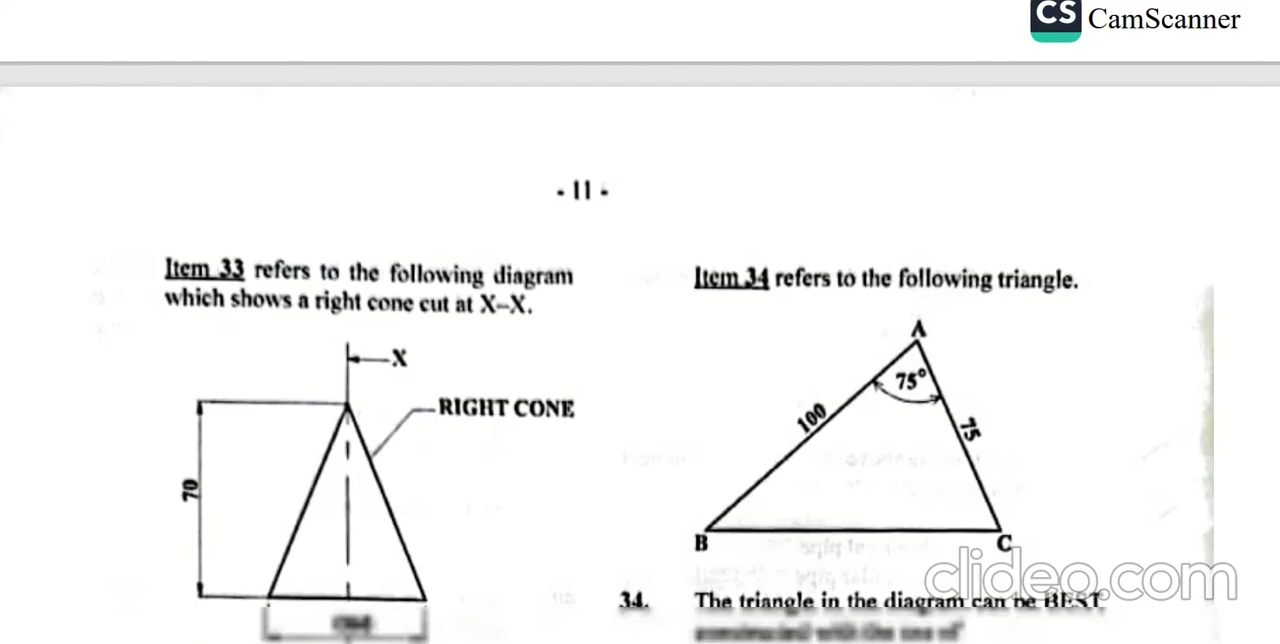 CS CamScanner
- 11 -
Item 33 refers to the following diagram
which shows a right cone cut at X–X.
X
RIGHT CONE
70
Item 34 refers to the following triangle.
A
75°
100
75
B
C
clideo.com
34. The triangle in the diagram can be BEST